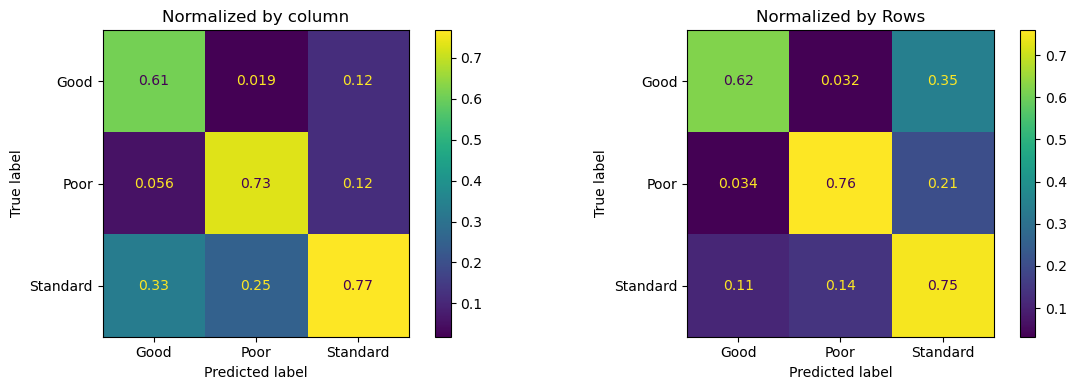 Normalized by column
Good 0.61 0.019 0.12
Poor 0.056 0.73 0.12
Standard 0.33 0.25 0.77
Good Poor Standard
Predicted label
True label
0.7
0.6
0.5
0.4
0.3
0.2
0.1
Normalized by Rows
Good 0.62 0.032 0.35
Poor 0.034 0.76 0.21
Standard 0.11 0.14 0.75
Good Poor Standard
Predicted label
True label
0.7
0.6
0.5
0.4
0.3
0.2
0.1